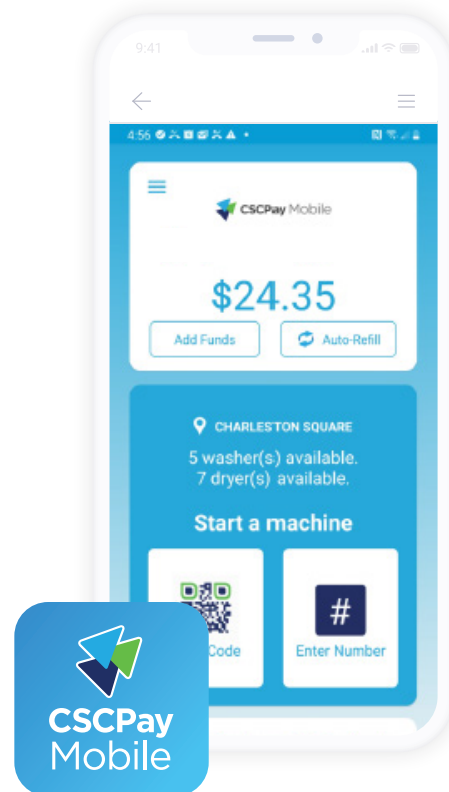 9:41
4:56
CSCPay Mobile
$24.35
Add Funds
Auto-Refill
CHARLESTON SQUARE
5 washer(s) available.
7 dryer(s) available.
Start a machine
#
Code
Enter Number
CSCPay
Mobile